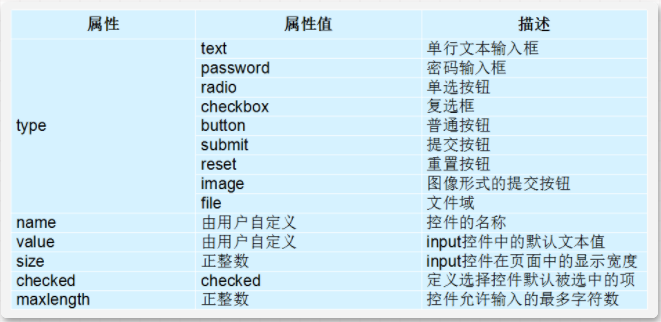 属性 属性值 描述
text 单行文本输入框
password 密码输入框
radio 单选按钮
checkbox 复选框
type button 普通按钮
submit 提交按钮
reset 重置按钮
image 图像形式的提交按钮
file 文件域
name 由用户自定义 控件的名称
value 由用户自定义 input控件中的默认文本值
size 正整数 input控件在页面中的显示宽度
checked checked 定义选择控件默认被选中的项
maxlength 正整数 控件允许输入的最多字符数